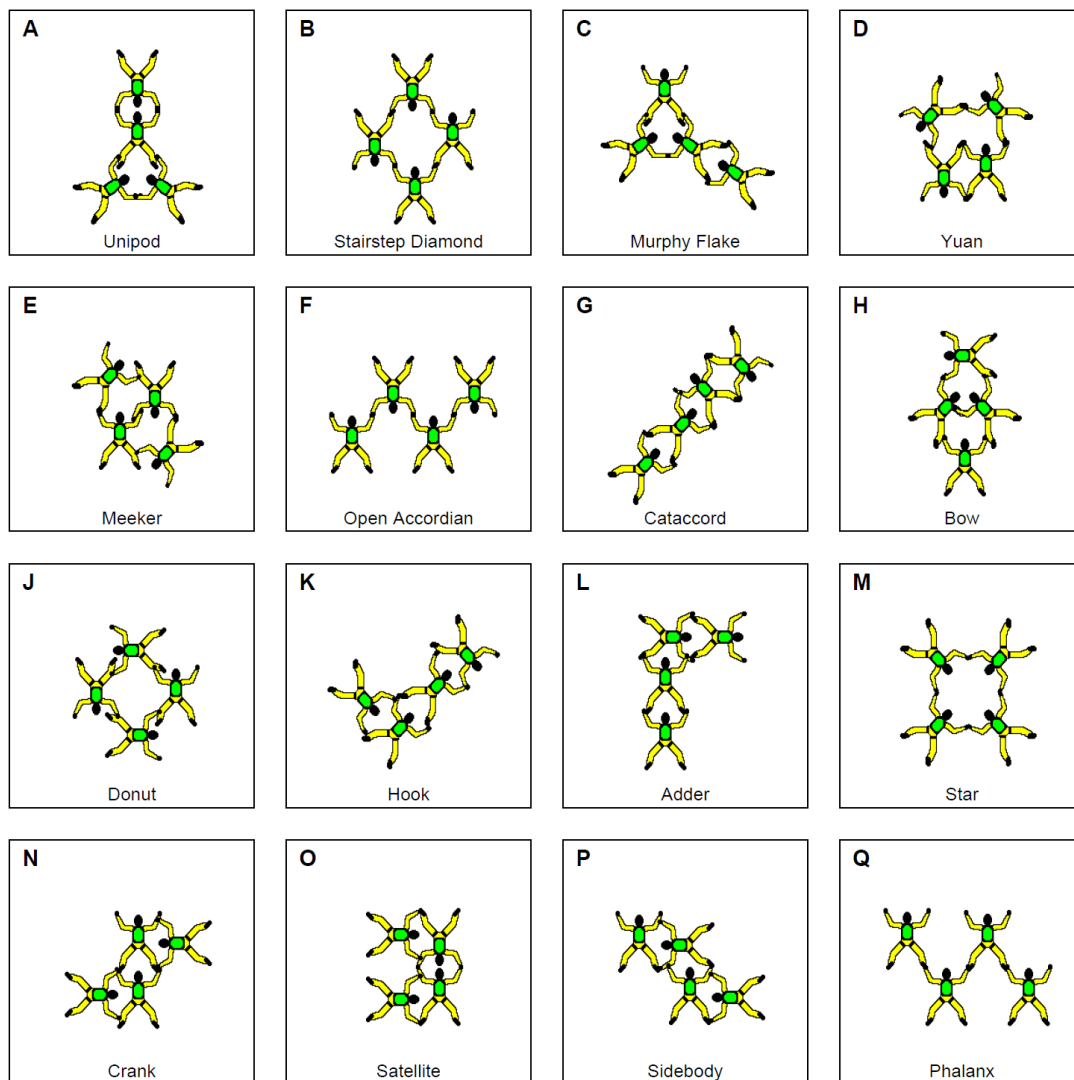 A
Unipod
B
Stairstep Diamond
C
Murphy Flake
D
Yuan
E
Meeker
F
Open Accordian
G
Cataccord
H
Bow
J
Donut
K
Hook
L
Adder
M
Star
N
Crank
O
Satellite
P
Sidebody
Q
Phalanx